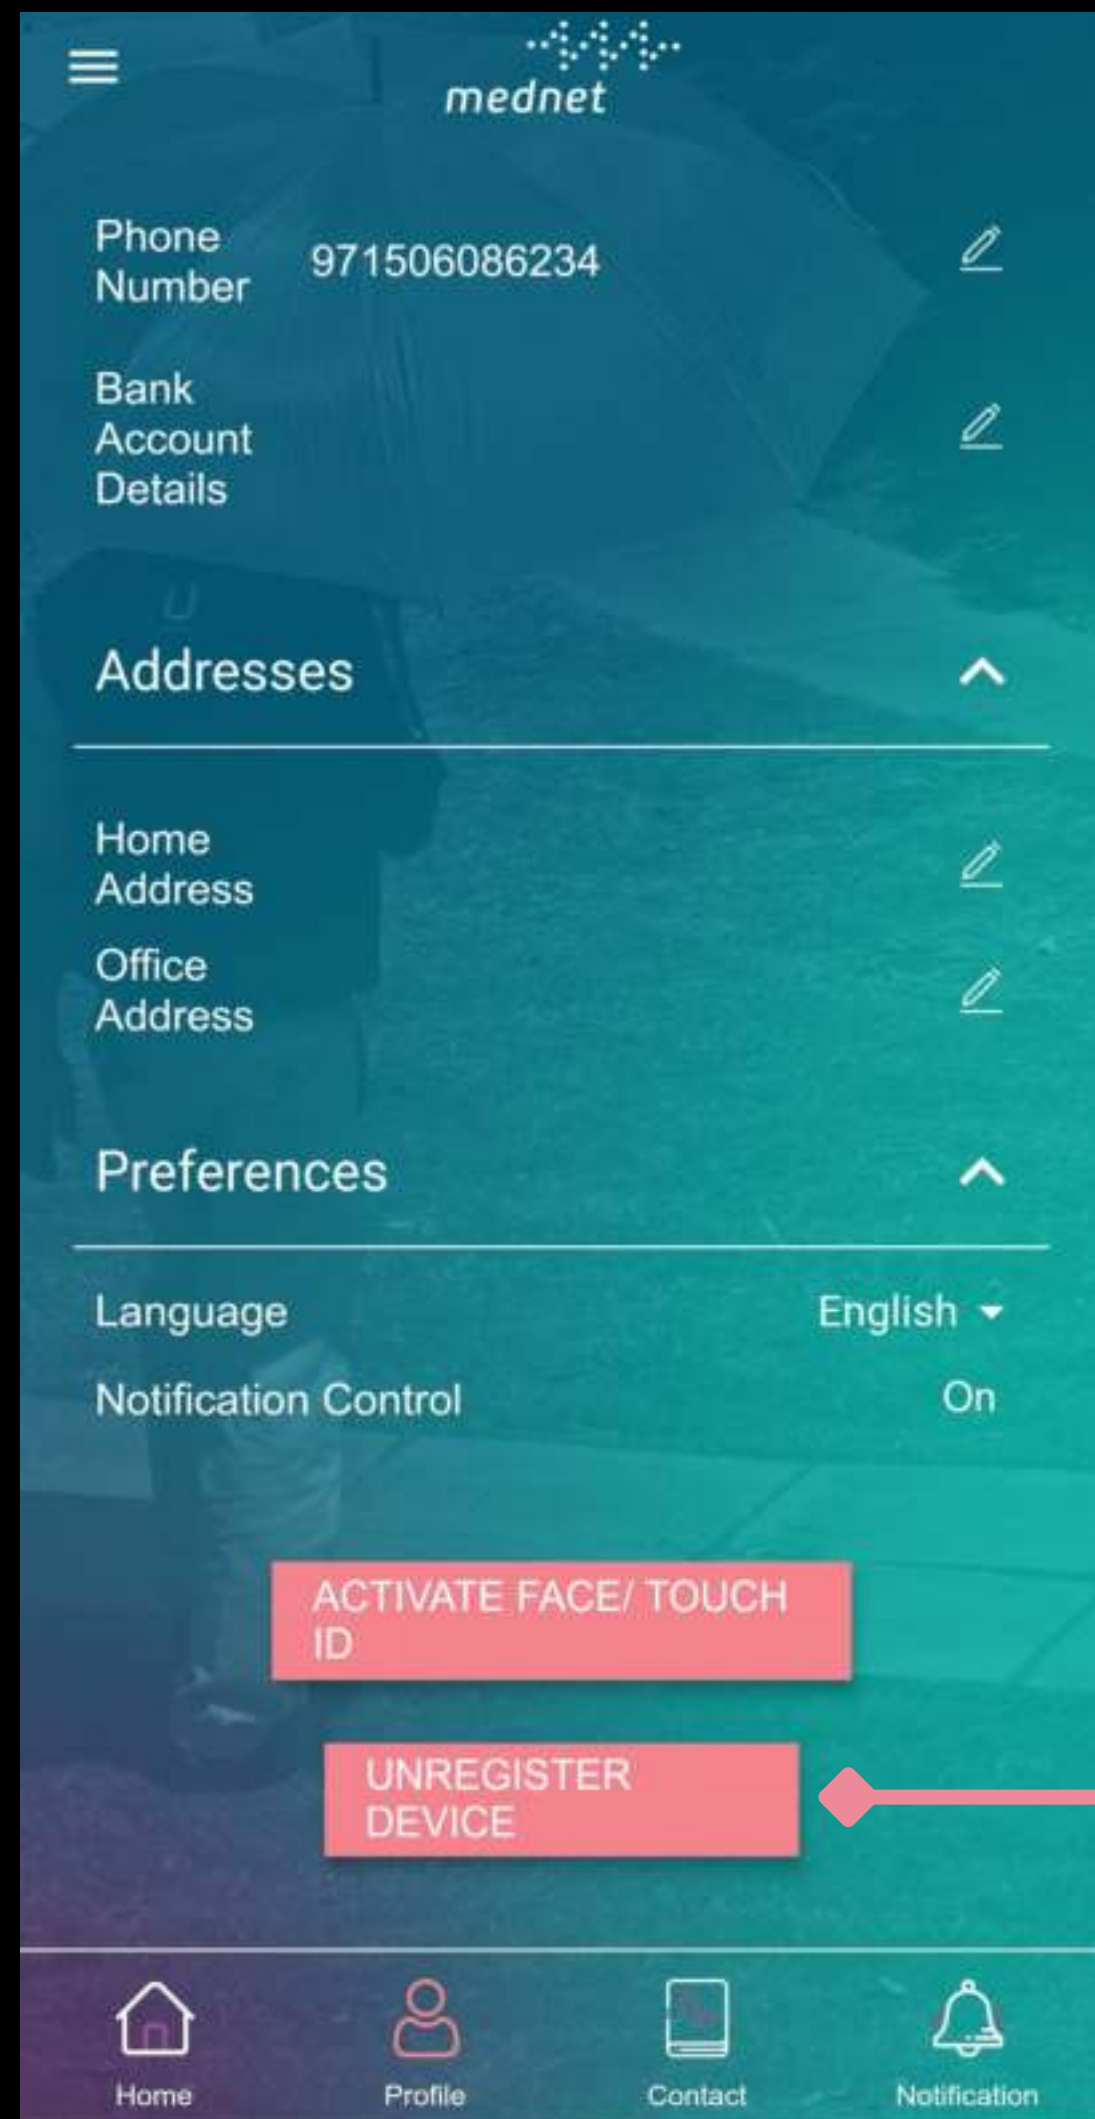 mednet
Phone
Number
971506086234
Bank
Account
Details
Addresses
Home
Address
Office
Address
Preferences
Language
English
Notification Control
On
ACTIVATE FACE/ TOUCH
ID
UNREGISTER
DEVICE
Home
Profile
Contact
Notification